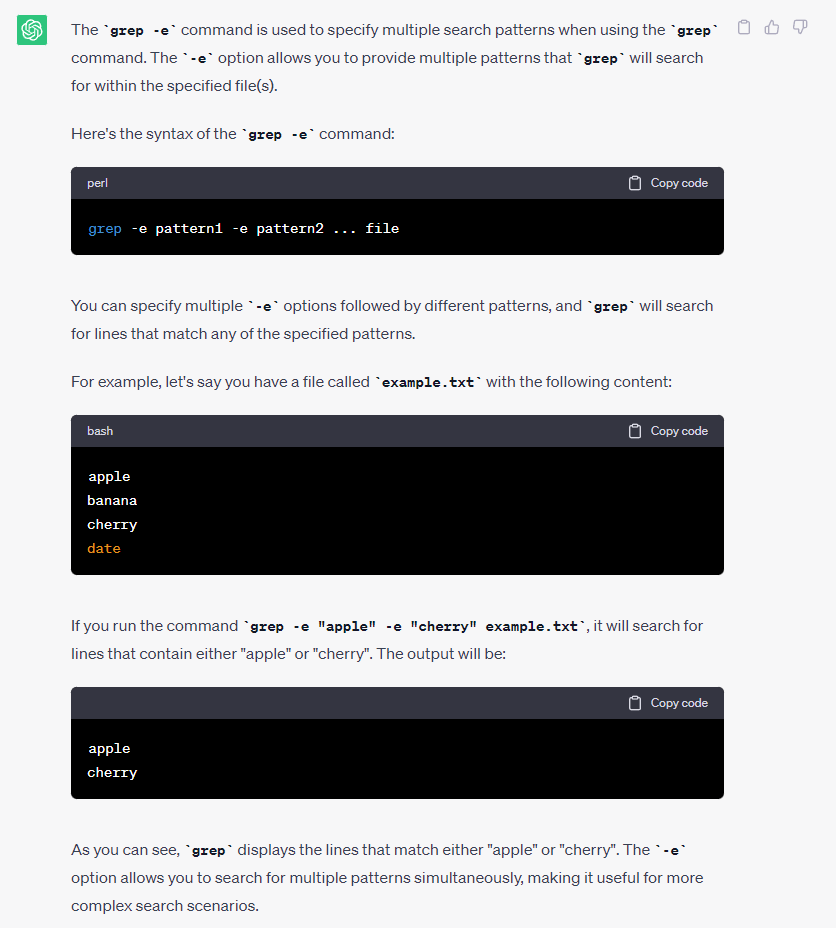 The `grep -e` command is used to specify multiple search patterns when using the `grep`
command. The `-e` option allows you to provide multiple patterns that `grep` will search
for within the specified file(s).
Here's the syntax of the `grep -e` command:
perl
Copy code
grep -e pattern1 -e pattern2 ... file
You can specify multiple `-e` options followed by different patterns, and `grep` will search
for lines that match any of the specified patterns.
For example, let's say you have a file called `example.txt` with the following content:
bash
Copy code
apple
banana
cherry
date
If you run the command `grep -e "apple" -e "cherry" example.txt`, it will search for
lines that contain either "apple" or "cherry". The output will be:
Copy code
apple
cherry
As you can see, `grep` displays the lines that match either "apple" or "cherry". The `-e`
option allows you to search for multiple patterns simultaneously, making it useful for more
complex search scenarios.